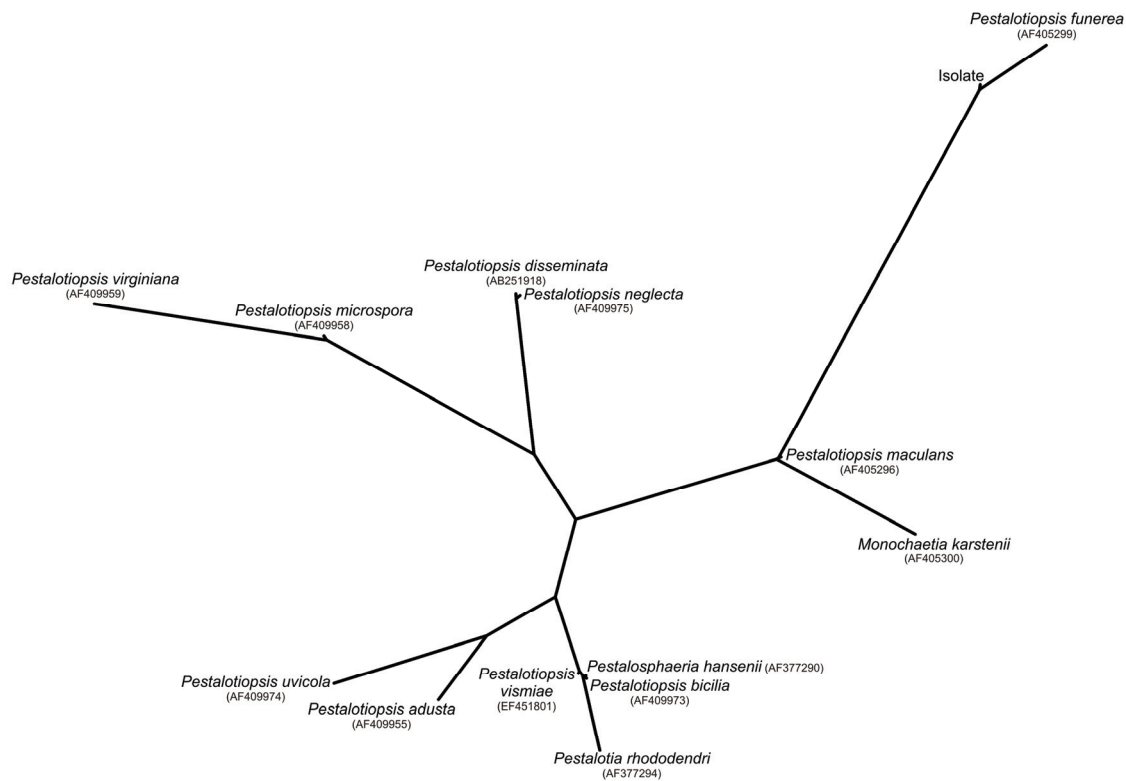 Pestalotiopsis funerea
(AF405299)
Isolate
Pestalotiopsis disseminata
(AB251918)
Pestalotiopsis virginiana
(AF409959)
Pestalotiopsis neglecta
(AF409975)
Pestalotiopsis microspora
(AF409958)
Pestalotiopsis maculans
(AF405296)
Monochaetia karstenii
(AF405300)
Pestalosphaeria hansenii (AF377290)
Pestalotiopsis
vismiae
(EF451801)
Pestalotiopsis bicilia
(AF409973)
Pestalotiopsis uvicola
(AF409974)
Pestalotiopsis adusta
(AF409955)
Pestalotia rhododendri
(AF377294)